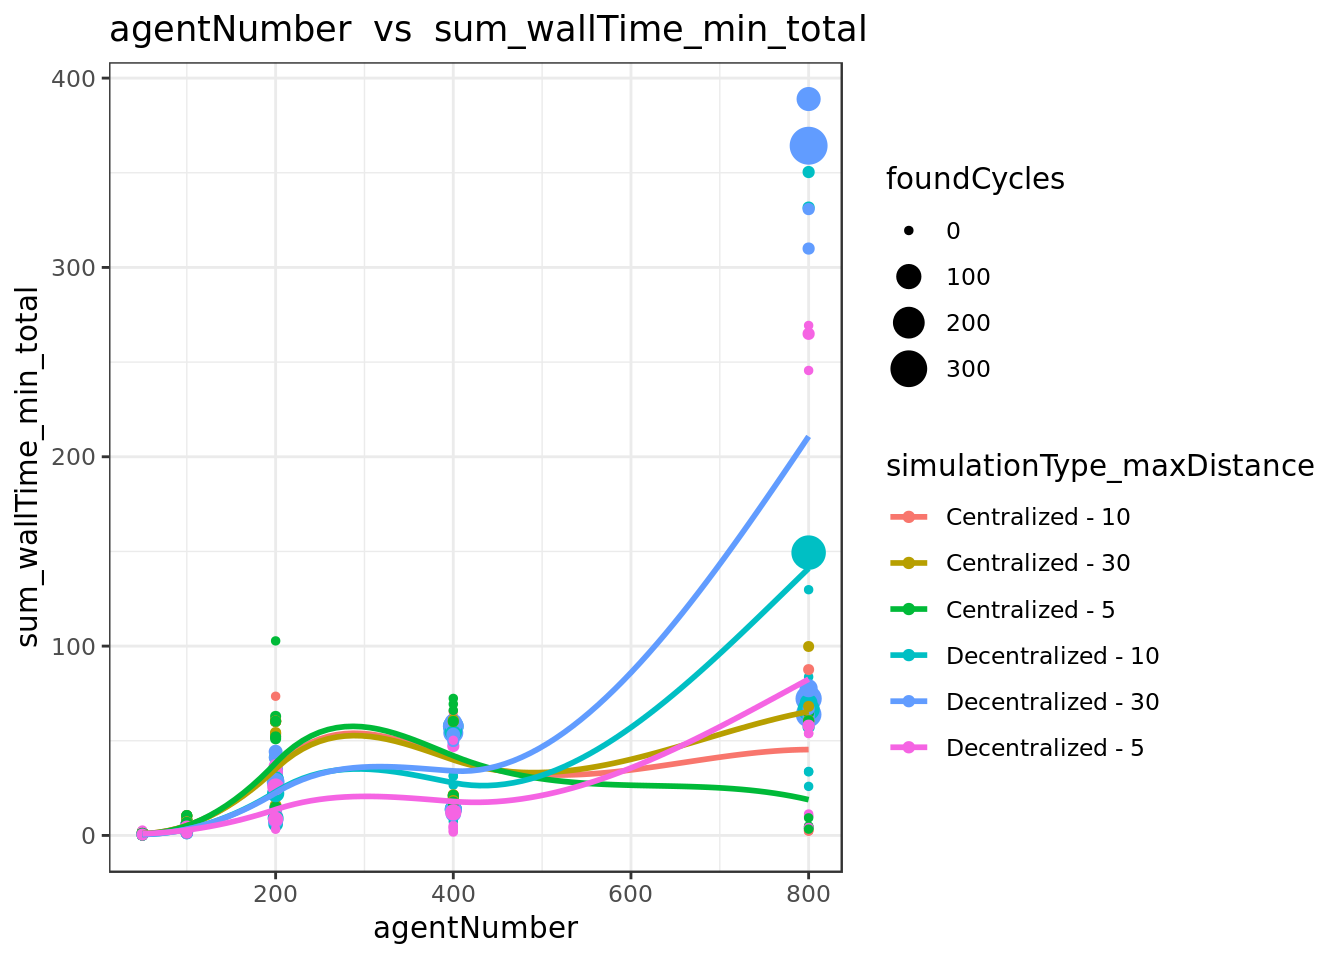 agentNumber vs sum_wallTime_min_total
400
300
200
100
0
sum_wallTime_min_total
200
400
600
800
agentNumber
foundCycles
0
100
200
300
simulationType_maxDistance
Centralized - 10
Centralized - 30
Centralized - 5
Decentralized - 10
Decentralized - 30
Decentralized - 5